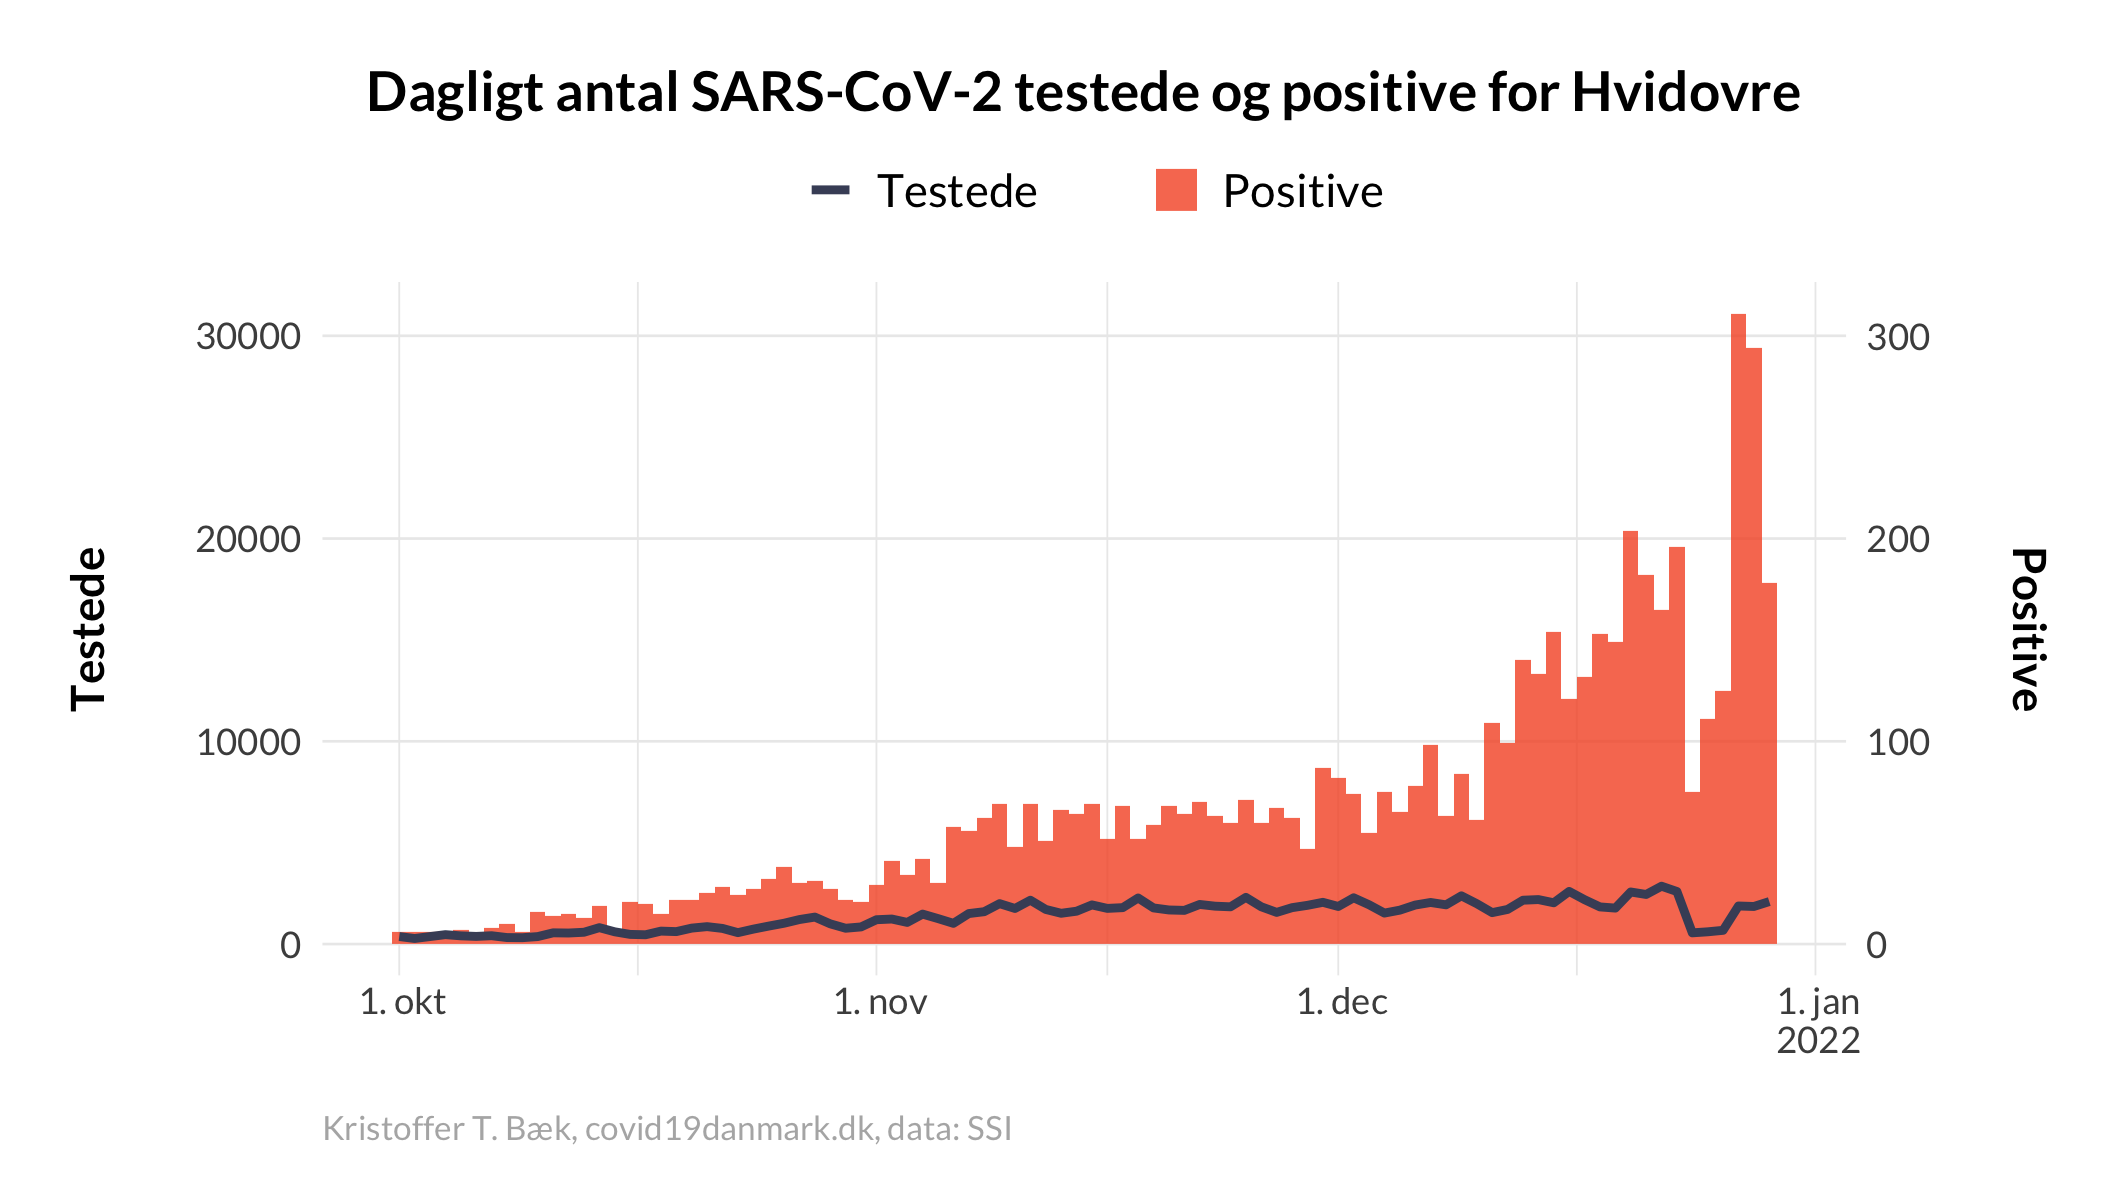 Dagligt antal SARS-CoV-2 testede og positive for Hvidovre
Testede
Positive
30000
20000
10000
0
300
200
100
0
Testede
Positive
1. okt
1. nov
1. dec
1. jan
2022
Kristoffer T. Bæk, covid19danmark.dk, data: SSI